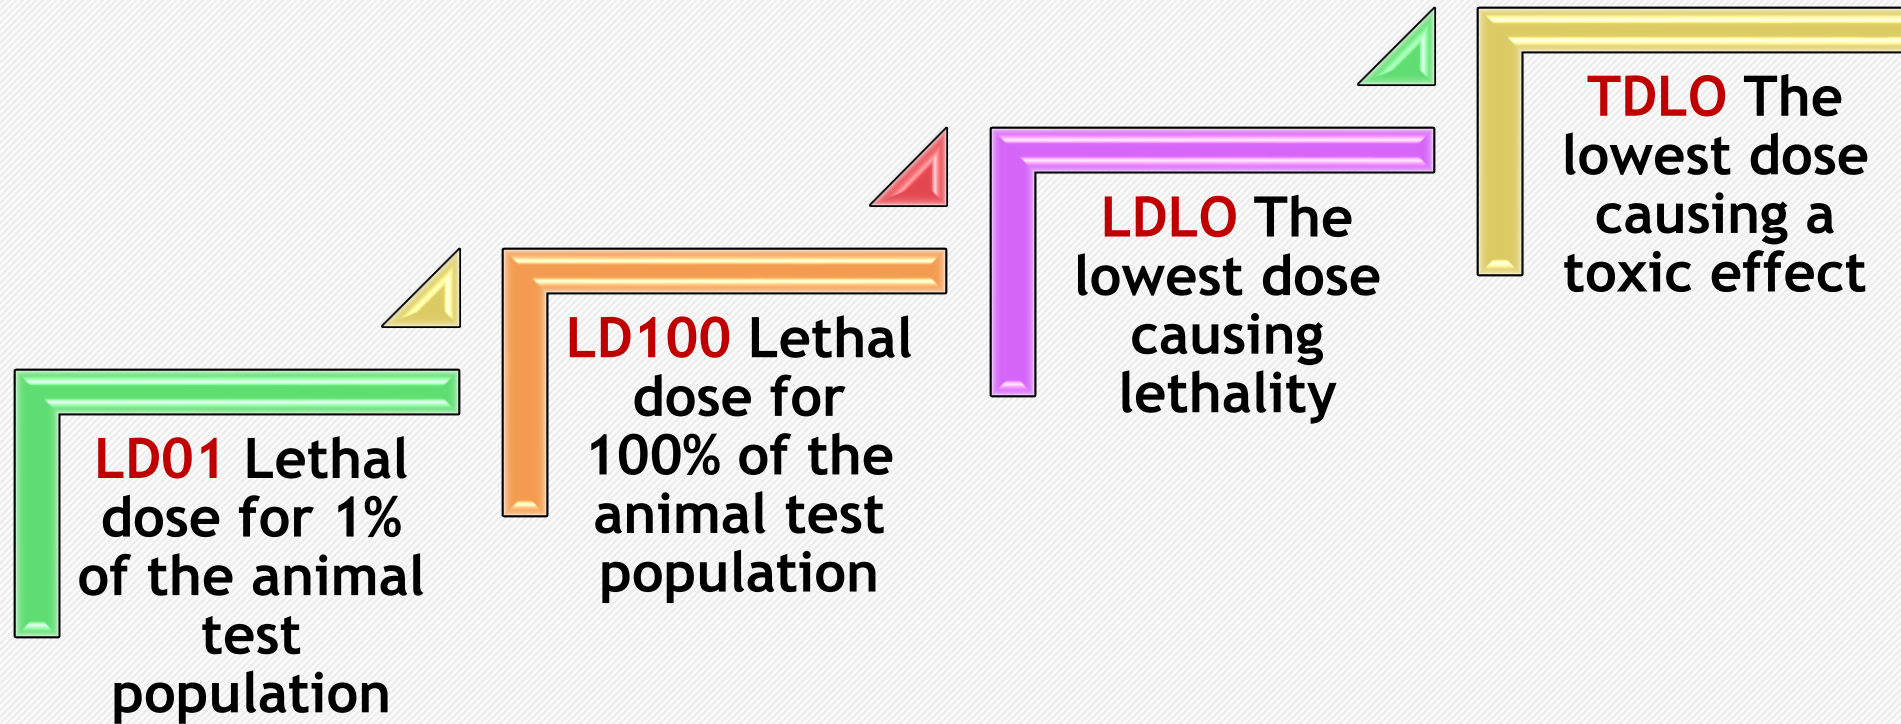 LD01 Lethal
dose for 1%
of the animal
test
population
LD100 Lethal
dose for
100% of the
animal test
population
LDLO The
lowest dose
causing
lethality
TDLO The
lowest dose
causing a
toxic effect